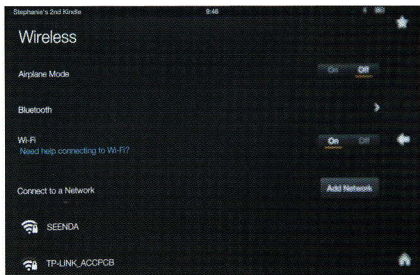 Stephanie's 2nd Kindle 9:46
Wireless
Airplane Mode On Off
Bluetooth
Wi-Fi On Off
Need help connecting to Wi-Fi?
Connect to a Network Add Network
SEENDA
TP-LINK_ACCPCB